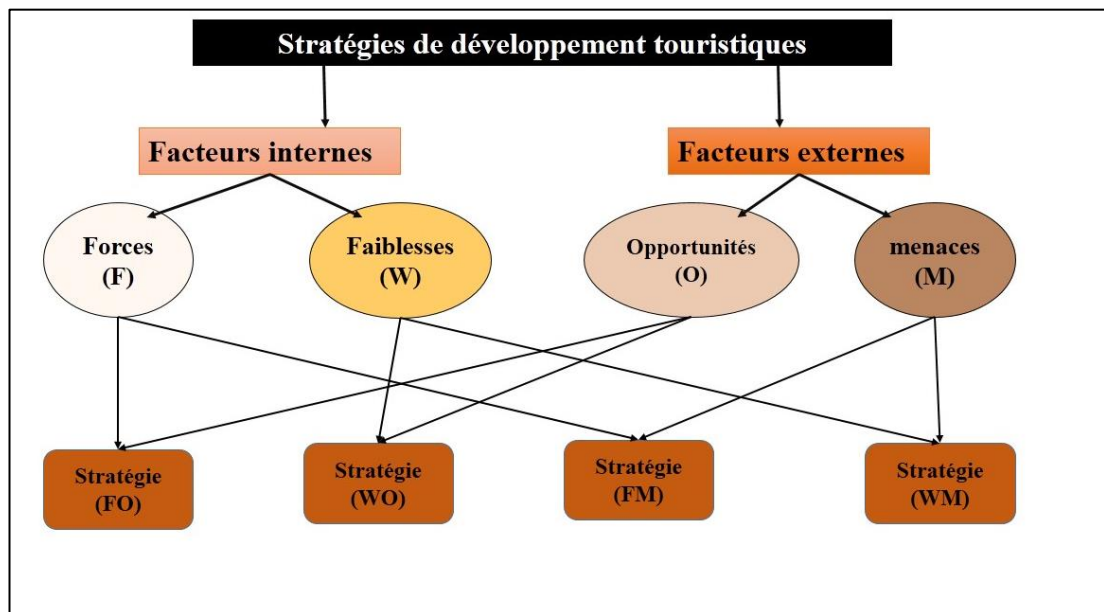 Stratégies de développement touristiques
Facteurs internes
Facteurs externes
Forces
(F)
Faiblesses
(W)
Opportunités
(O)
menaces
(M)
Stratégie
(FO)
Stratégie
(WO)
Stratégie
(FM)
Stratégie
(WM)